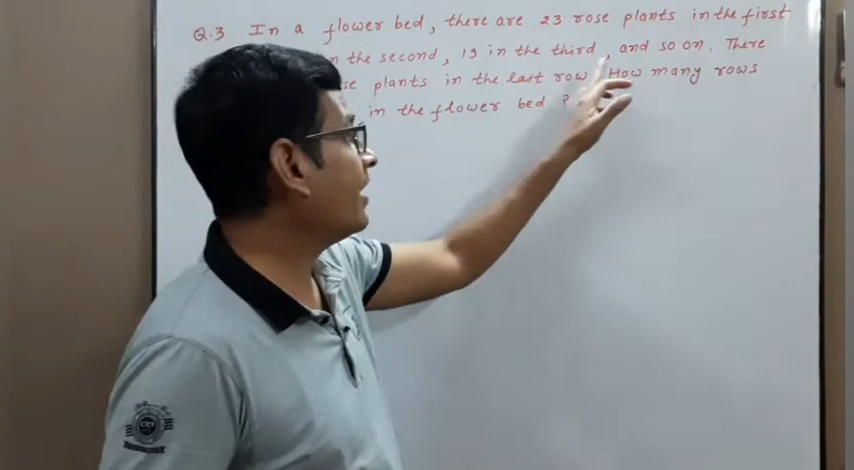 Q.3 In a flower bed, there are 23 rose plants in the first
in the second, 19 in the third, and so on. There
plants in the last row. How many rows
in the flower bed ?